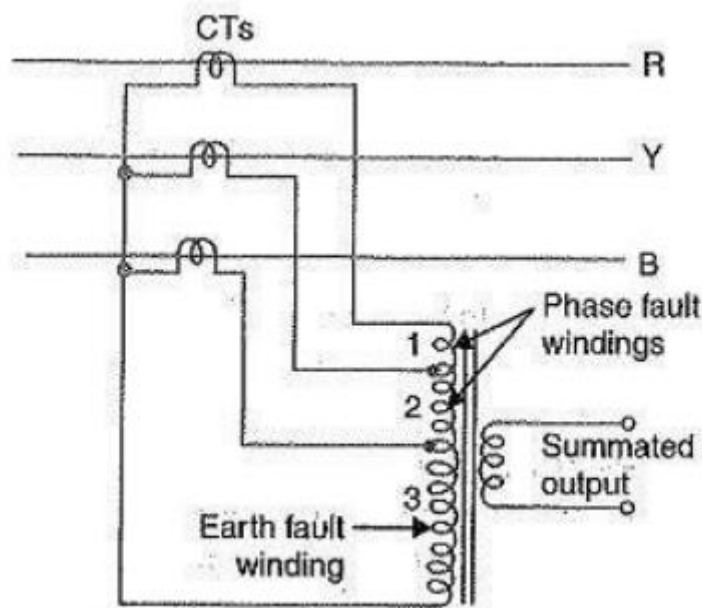 CTs
R
Y
B
Phase fault
windings
1
2
Summated
output
3
Earth fault
winding